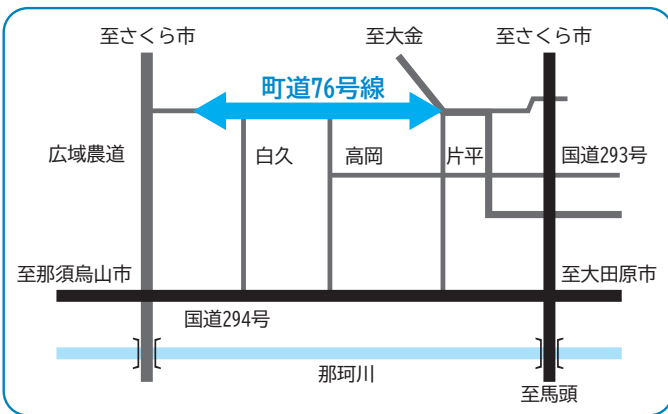 至さくら市
至大金
至さくら市
町道76号線
広域農道
白久
高岡
片平
国道293号
至那須烏山市
至大田原市
国道294号
那珂川
至馬頭